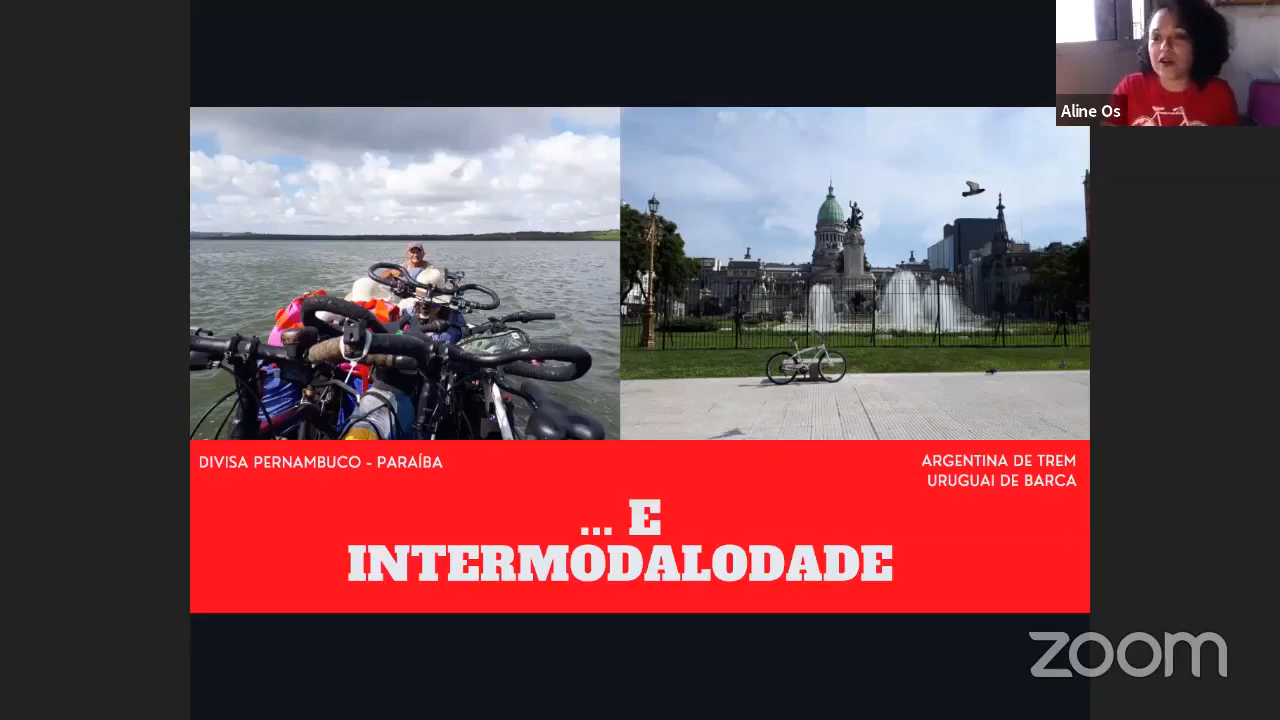 Aline Os
DIVISA PERNAMBUCO - PARAÍBA
ARGENTINA DE TREM
URUGUAI DE BARCA
... E
INTERMODALODADE
zoom